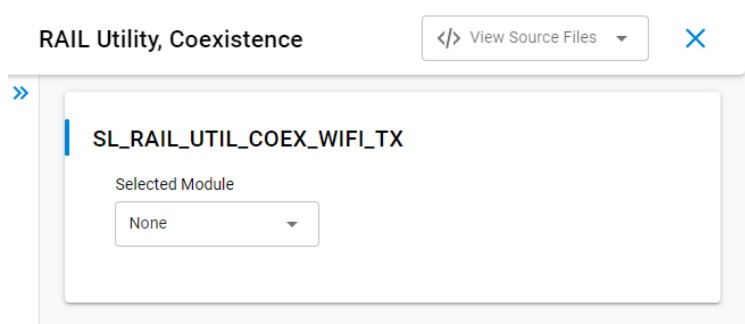 RAIL Utility, Coexistence
</> View Source Files
SL_RAIL_UTIL_COEX_WIFI_TX
Selected Module
None